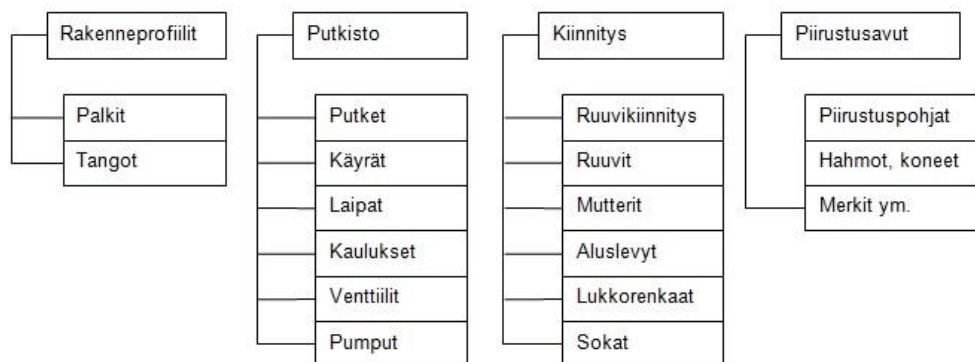 Rakenneprofiilit
Palkit
Tangot
Putkisto
Putket
Käyrät
Laipat
Kaulukset
Venttiilit
Pumput
Kiinnitys
Ruuvikiinnitys
Ruuvit
Mutterit
Aluslevyt
Lukkorenkaat
Sokat
Piirustusavut
Piirustuspohjat
Hahmot, koneet
Merkit ym.